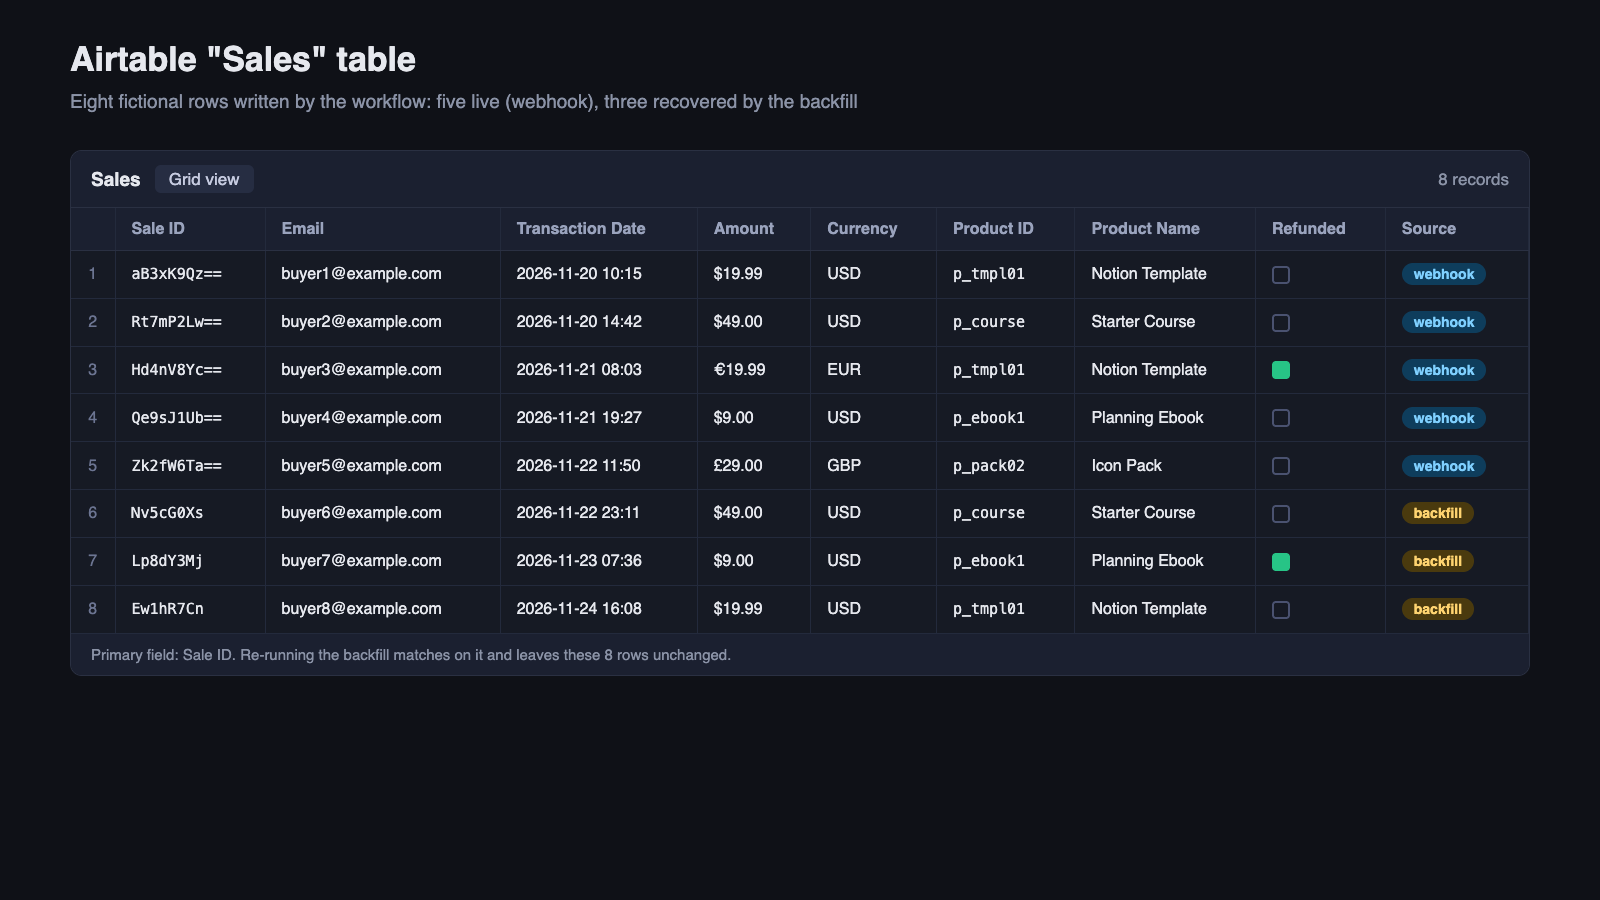 Airtable "Sales" table
Eight fictional rows written by the workflow: five live (webhook), three recovered by the backfill
Sales Grid view 8 records
Sale ID Email Transaction Date Amount Currency Product ID Product Name Refunded Source
1 aB3xK9Qz== buyer1@example.com 2026-11-20 10:15 $19.99 USD p_tmpl01 Notion Template webhook
2 Rt7mP2Lw== buyer2@example.com 2026-11-20 14:42 $49.00 USD p_course Starter Course webhook
3 Hd4nV8Yc== buyer3@example.com 2026-11-21 08:03 €19.99 EUR p_tmpl01 Notion Template webhook
4 Qe9sJ1Ub== buyer4@example.com 2026-11-21 19:27 $9.00 USD p_ebook1 Planning Ebook webhook
5 Zk2fW6Ta== buyer5@example.com 2026-11-22 11:50 £29.00 GBP p_pack02 Icon Pack webhook
6 Nv5cG0Xs buyer6@example.com 2026-11-22 23:11 $49.00 USD p_course Starter Course backfill
7 Lp8dY3Mj buyer7@example.com 2026-11-23 07:36 $9.00 USD p_ebook1 Planning Ebook backfill
8 Ew1hR7Cn buyer8@example.com 2026-11-24 16:08 $19.99 USD p_tmpl01 Notion Template backfill
Primary field: Sale ID. Re-running the backfill matches on it and leaves these 8 rows unchanged.